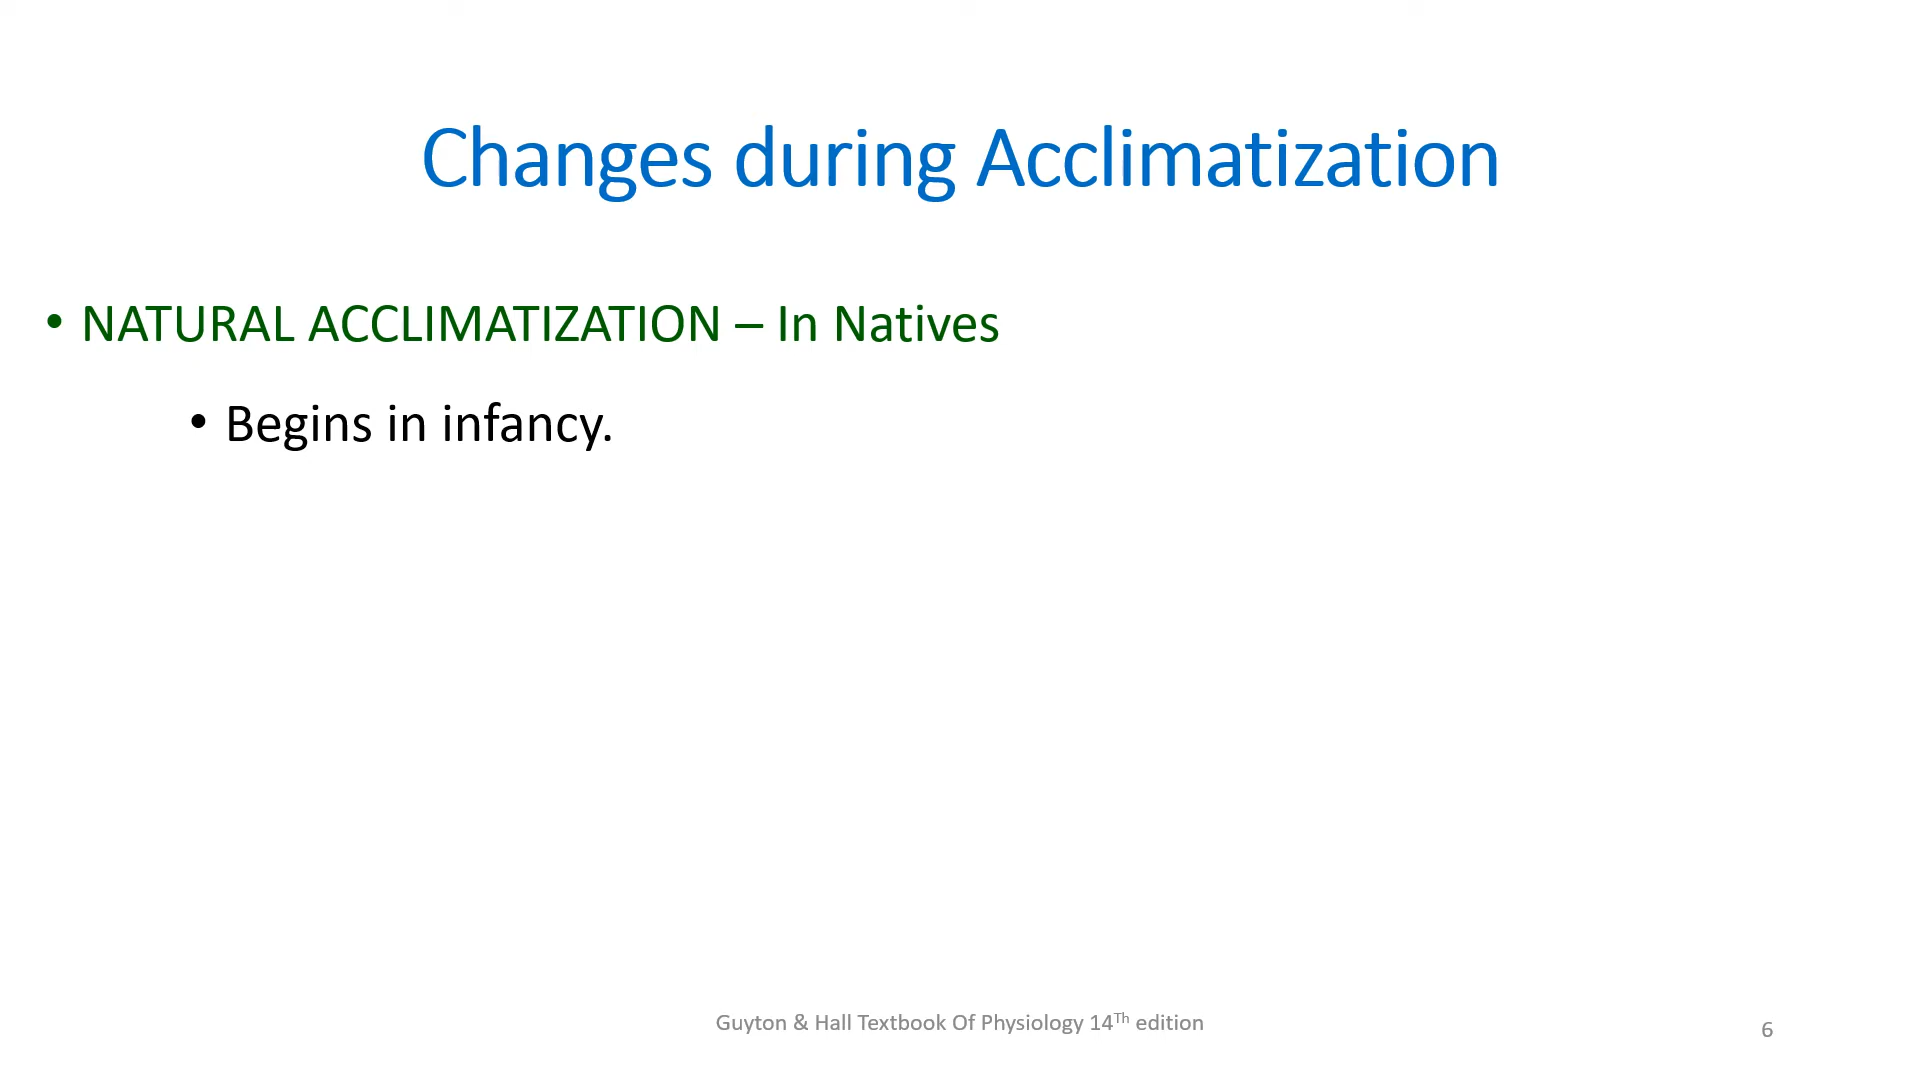 Changes during Acclimatization
• NATURAL ACCLIMATIZATION – In Natives
• Begins in infancy.
Guyton & Hall Textbook Of Physiology 14Th edition
6